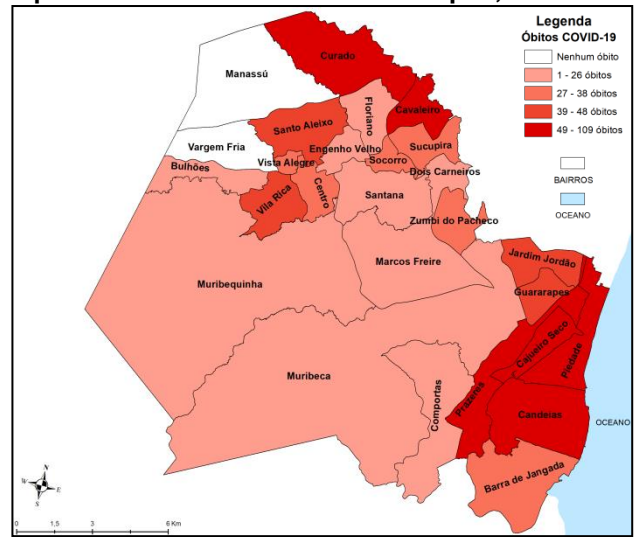 Legenda
Óbitos COVID-19
Nenhum óbito
1 - 26 óbitos
27 - 38 óbitos
39 - 48 óbitos
49 - 109 óbitos
BAIRROS
OCEANO
Curado
Manassú
Floriano
Cavaleiro
Santo Aleixo
Vargem Fria
Engenho Velho
Sucupira
Bulhões
Vista Alegre
Socorro
Dois Carneiros
Vila Rica
Centro
Santana
Zumbi do Pacheco
Marcos Freire
Jardim Jordão
Muribequinha
Guararapes
Cajueiro Seco
Piedade
Muribeca
Comportas
Prazeres
Candeias
OCEANO
Barra de Jangada
N
W E
S
0 1,5 3 6 Km